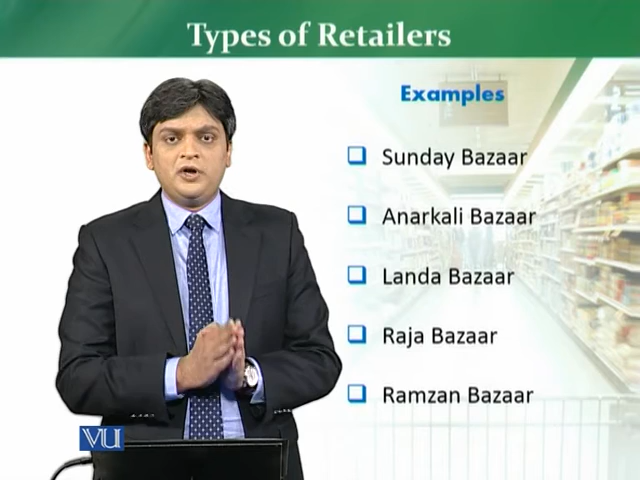 Types of Retailers
Examples
Sunday Bazaar
Anarkali Bazaar
Landa Bazaar
Raja Bazaar
Ramzan Bazaar
VU